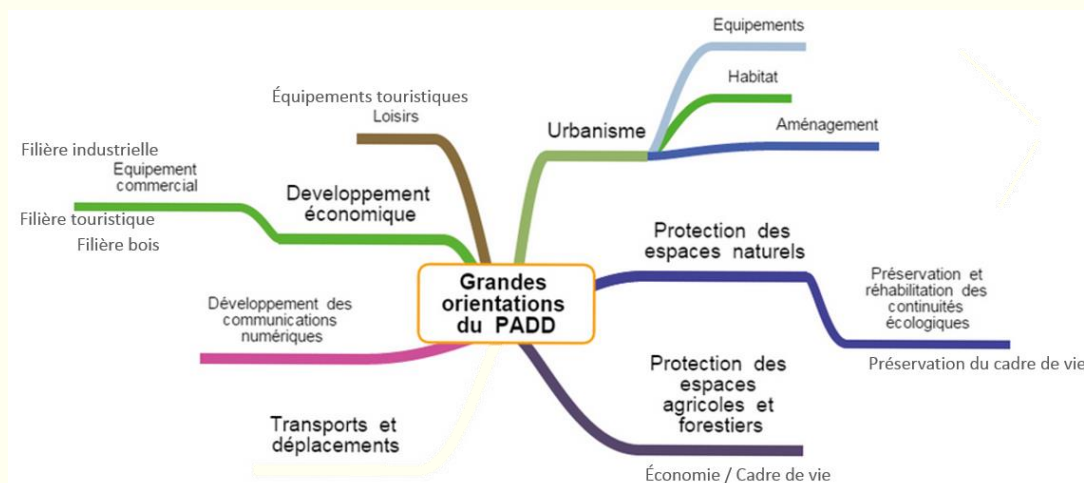 Equipements
Habitat
Aménagement
Urbanisme
Équipements touristiques
Loisirs
Filière industrielle
Equipement
commercial
Filière touristique
Filière bois
Developpement
économique
Protection des
espaces naturels
Préservation et
réhabilitation des
continuités
écologiques
Préservation du cadre de vie
Grandes
orientations
du PADD
Développement des
communications
numériques
Protection des
espaces
agricoles et
forestiers
Économie / Cadre de vie
Transports et
déplacements